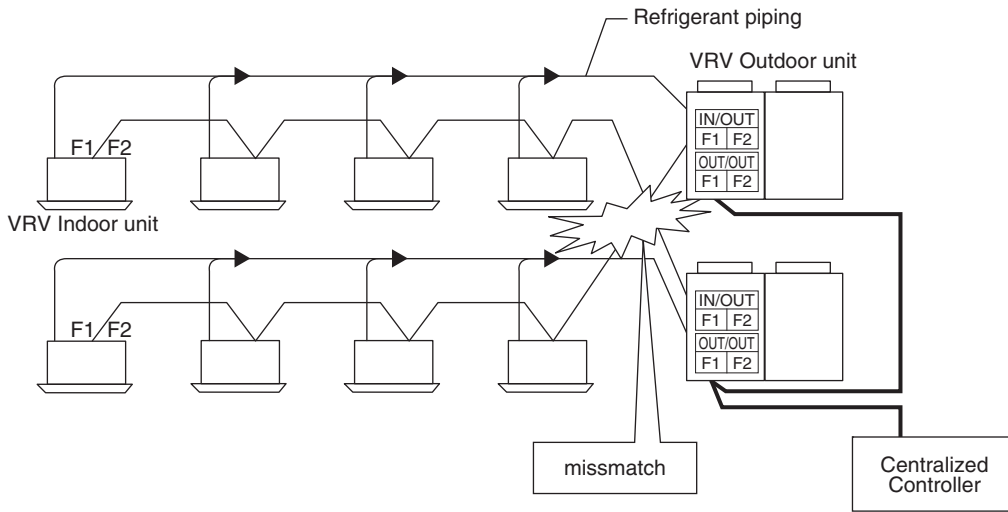 Refrigerant piping
VRV Outdoor unit
IN/OUT
F1 F2
OUT/OUT
F1 F2
F1 F2
VRV Indoor unit
IN/OUT
F1 F2
OUT/OUT
F1 F2
F1 F2
missmatch
Centralized
Controller